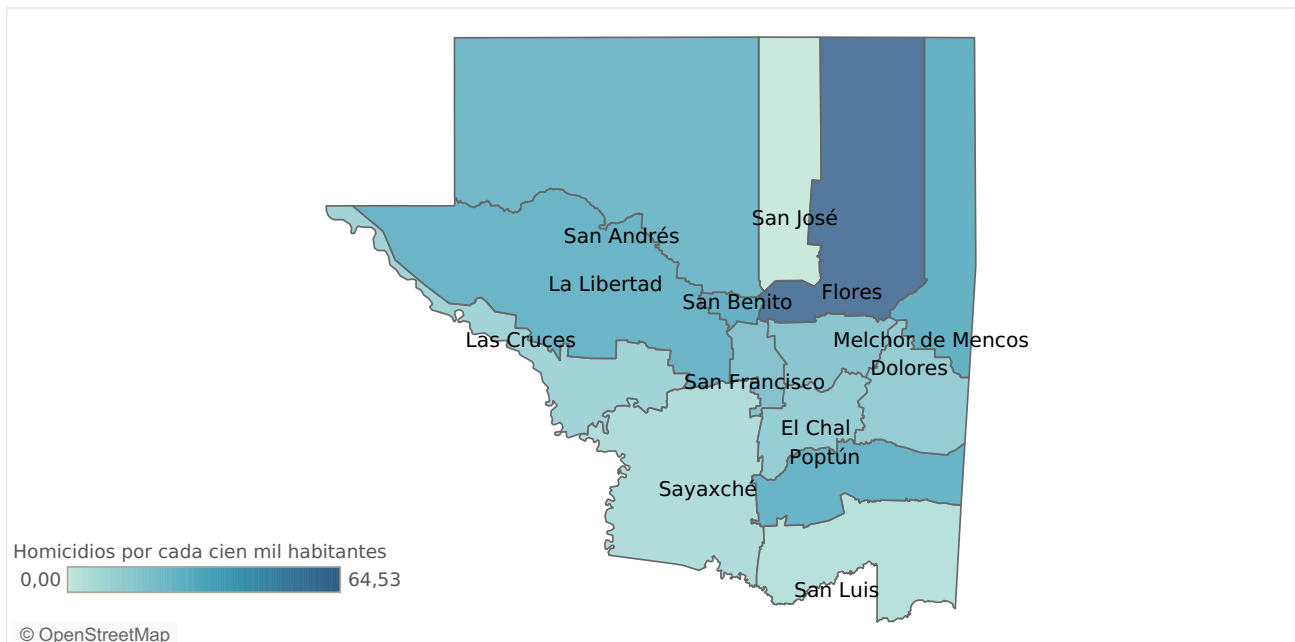 San José
San Andrés
La Libertad
Flores
San Benito
Las Cruces
Melchor de Mencos
Dolores
San Francisco
El Chal
Poptún
Sayaxché
San Luis
Homicidios por cada cien mil habitantes
0,00 64,53
© OpenStreetMap